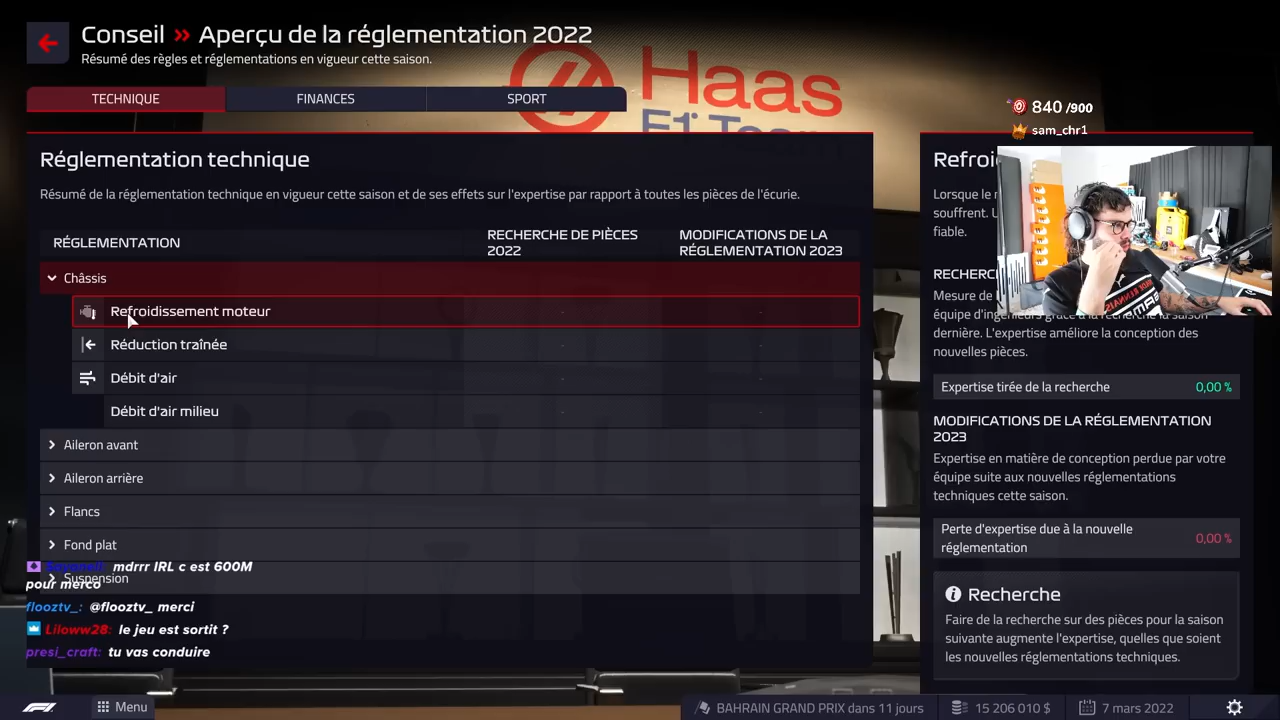 Conseil >> Aperçu de la réglementation 2022
Résumé des règles et réglementations en vigueur cette saison.
Haas
F1 Team
TECHNIQUE
FINANCES
SPORT
840 /900
sam_chr1
Réglementation technique
Résumé de la réglementation technique en vigueur cette saison et de ses effets sur l'expertise par rapport à toutes les pièces de l'écurie.
RÉGLEMENTATION
RECHERCHE DE PIÈCES
2022
MODIFICATIONS DE LA
RÉGLEMENTATION 2023
Châssis
Refroidissement moteur
- -
Réduction traînée
- -
Débit d'air
- -
Débit d'air milieu
- -
Aileron avant
Aileron arrière
Flancs
Fond plat
Suspension
mdrrr IRL c est 600M
pour merco
flooztv_: @flooztv_ merci
Liloww28: le jeu est sortit ?
presi_craft: tu vas conduire
Lorsque le
souffrent.
fiable.
Mesure de
équipe d'ingénieurs grâce à la recherche la saison
dernière. L'expertise améliore la conception des
nouvelles pièces.
Expertise tirée de la recherche 0,00 %
MODIFICATIONS DE LA RÉGLEMENTATION
2023
Expertise en matière de conception perdue par votre
équipe suite aux nouvelles réglementations
techniques cette saison.
Perte d'expertise due à la nouvelle
réglementation 0,00 %
Recherche
Faire de la recherche sur des pièces pour la saison
suivante augmente l'expertise, quelles que soient
les nouvelles réglementations techniques.
Menu
BAHRAIN GRAND PRIX dans 11 jours
15 206 010 $
7 mars 2022